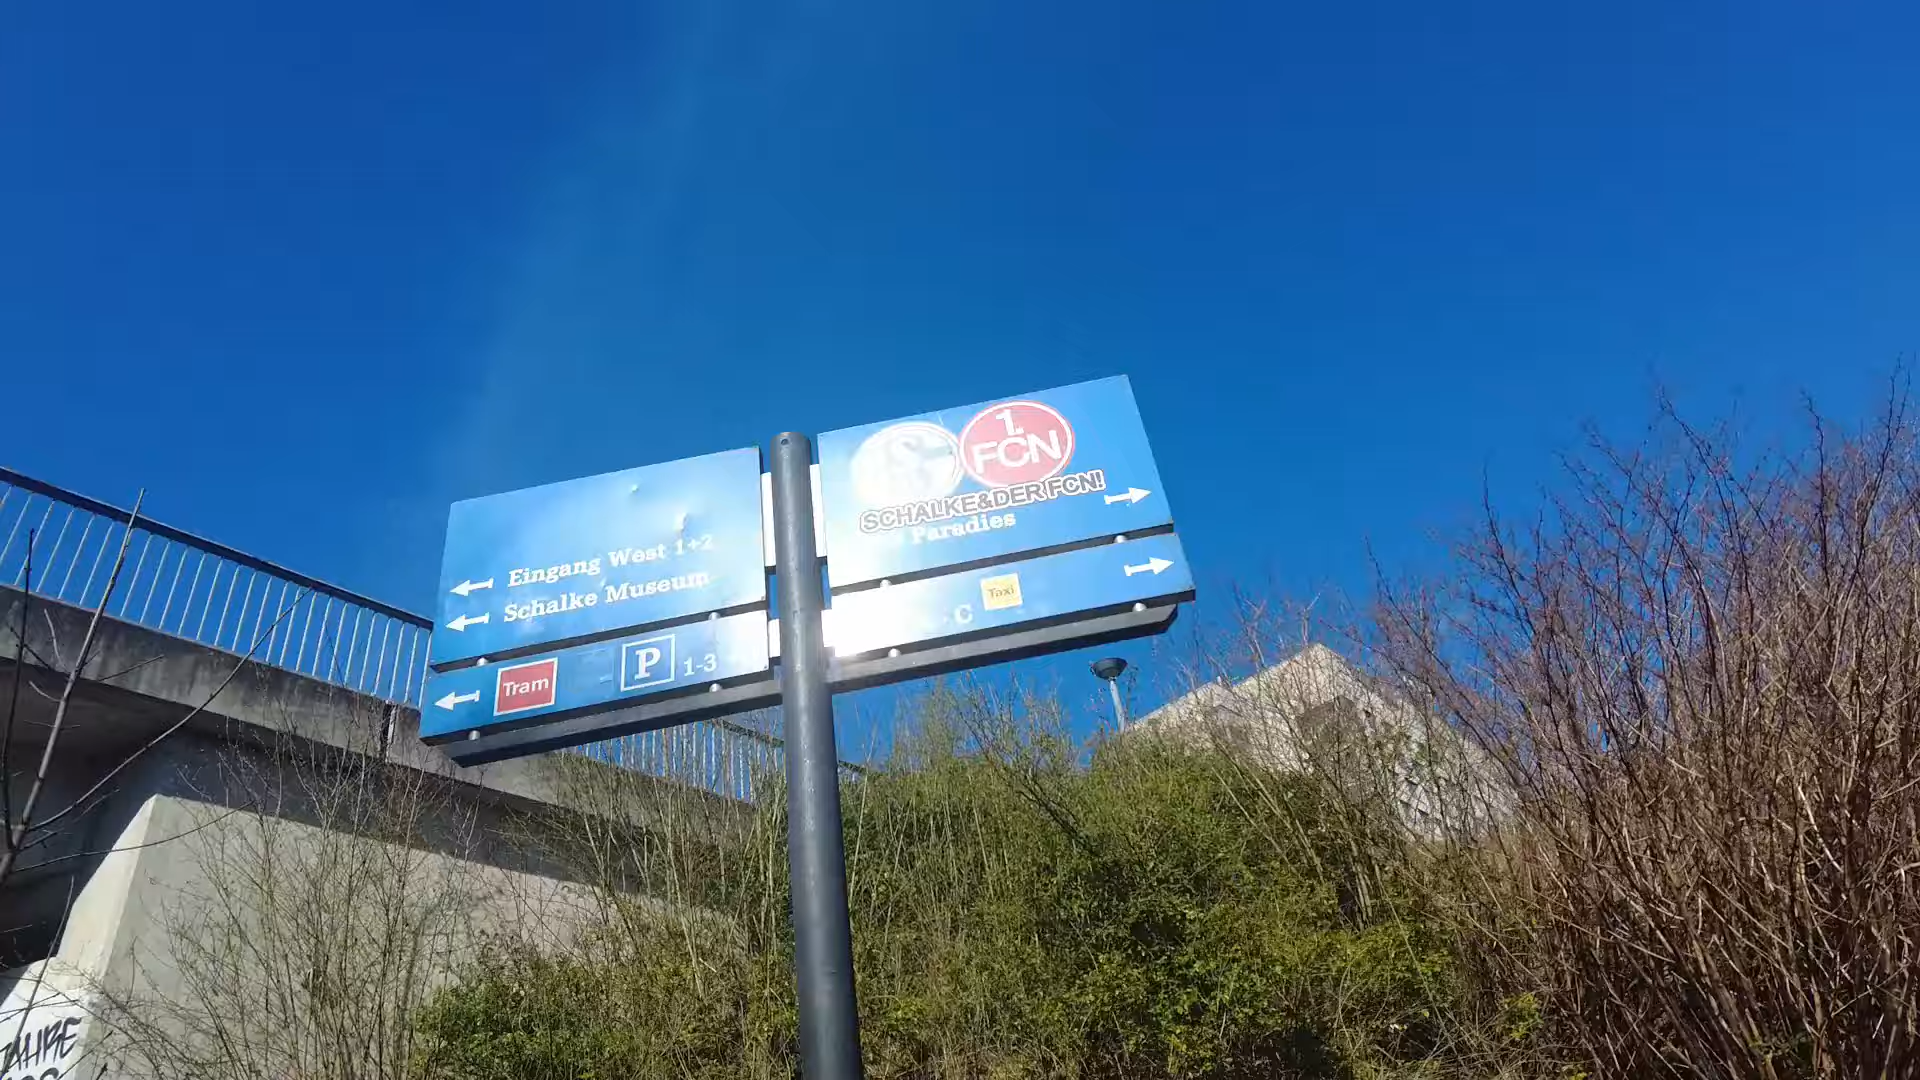 Eingang West 1+2
Schalke Museum
Tram P 1-3
S
1.
FCN
SCHALKE&DER FCN!
Paradies
C Taxi